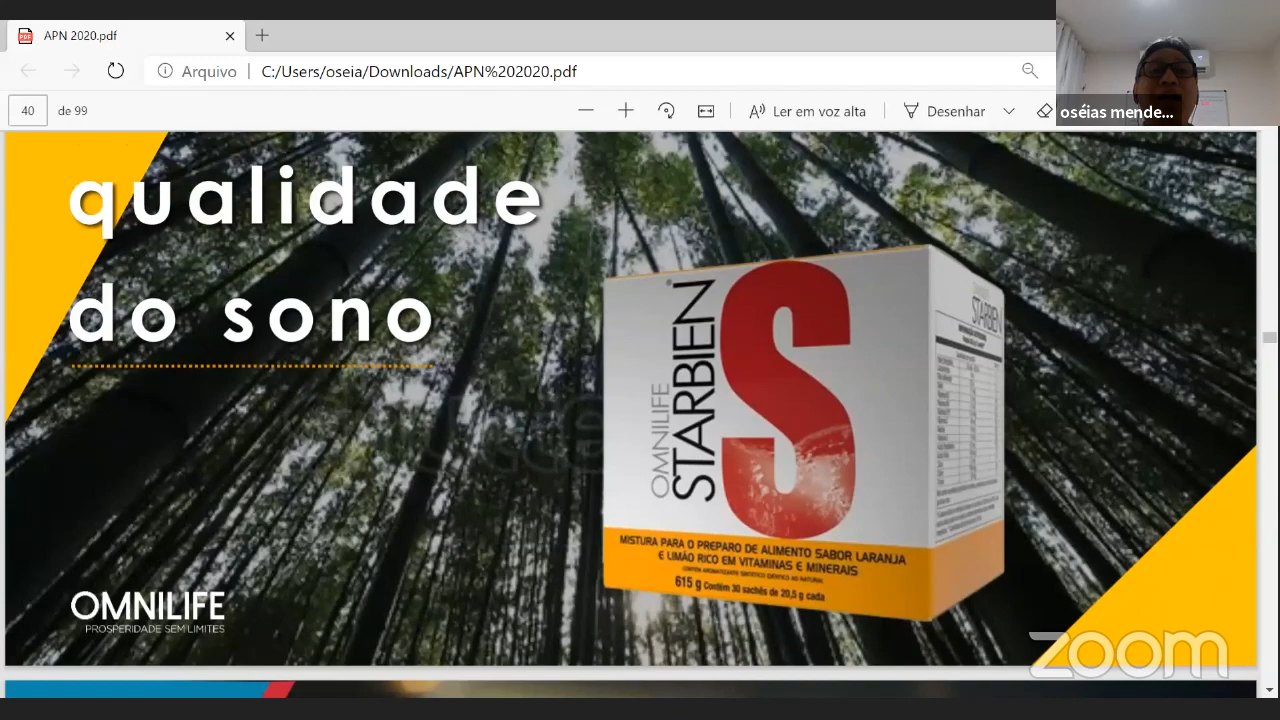 APN 2020.pdf
Arquivo
C:/Users/oseia/Downloads/APN%202020.pdf
40
de 99
Ler em voz alta
Desenhar
oséias mende...
qualidade
do sono
OMNILIFE
STARBIEN
®
S
STARBIEN
MISTURA PARA O PREPARO DE ALIMENTO SABOR LARANJA
E LIMÃO RICO EM VITAMINAS E MINERAIS
615 g Contém 30 sachês de 20,5 g cada
OMNILIFE
PROSPERIDADE SEM LIMITES
zoom